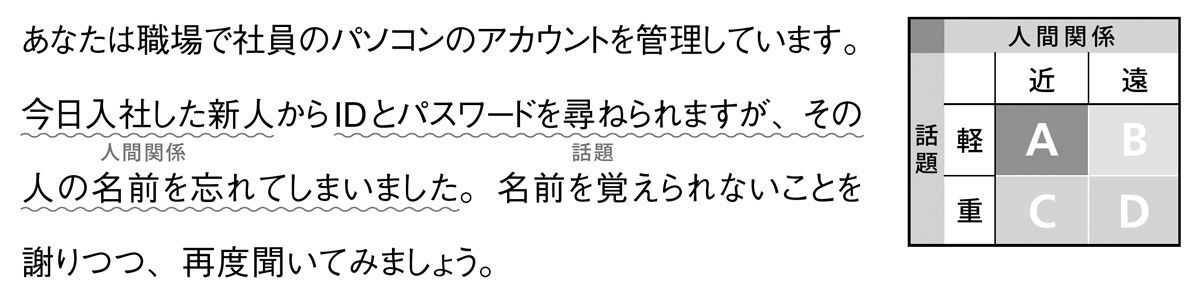 あなたは職場で社員のパソコンのアカウントを管理しています。
今日入社した新人からIDとパスワードを尋ねられますが、その
人間関係 話題
人の名前を忘れてしまいました。名前を覚えられないことを
謝りつつ、再度聞いてみましょう。
人間関係
近 遠
話題
軽 A B
重 C D